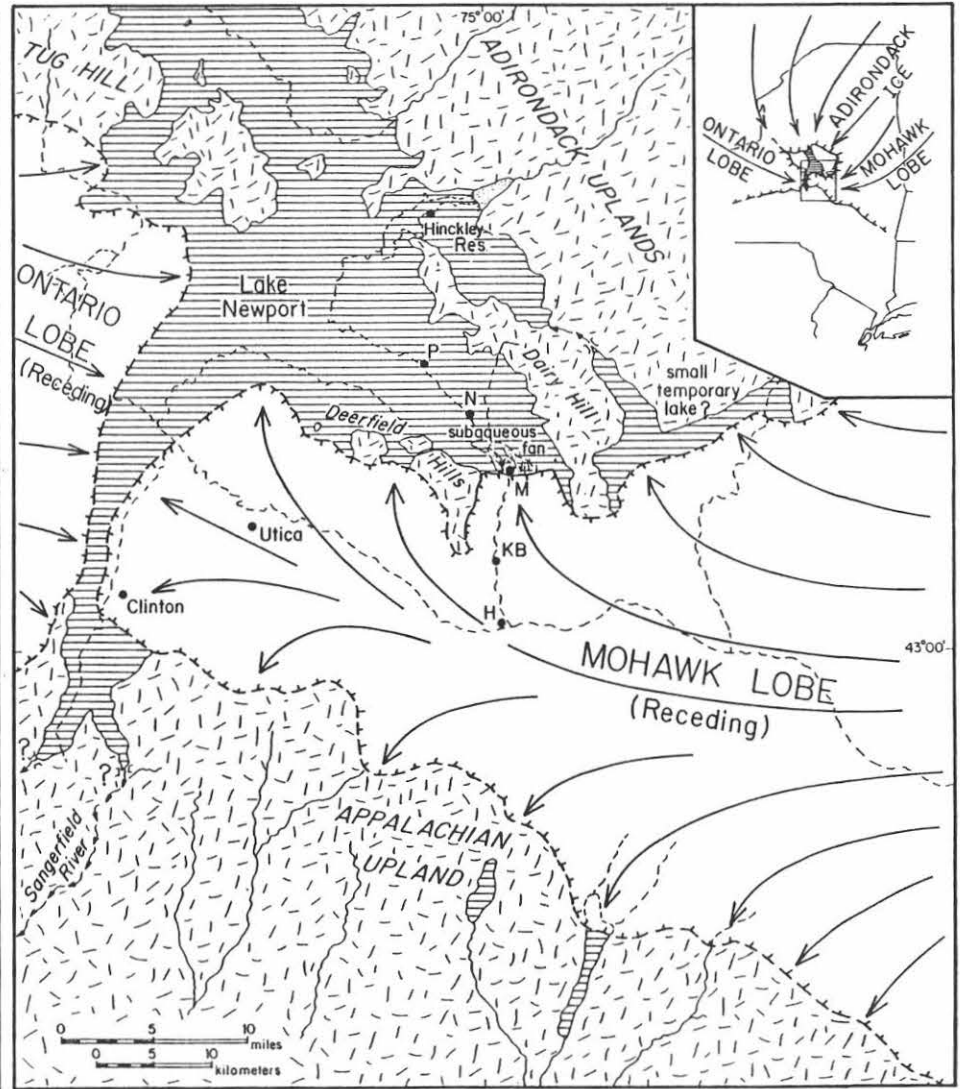 75°00'
TUG HILL
ADIRONDACK
UPLANDS
ADIRONDACK
ICE
ONTARIO
LOBE
MOHAWK
LOBE
Hinckley
Res.
Lake
Newport
ONTARIO
LOBE
(Receding)
P
N
Dairy Hill
small
temporary
lake?
Deerfield
Hills
subaqueous
fan
M
Utica
KB
Clinton
H
43°00'
MOHAWK LOBE
(Receding)
?
?
Sangerfield
River
APPALACHIAN
UPLAND
0 5 10
miles
0 5 10
kilometers